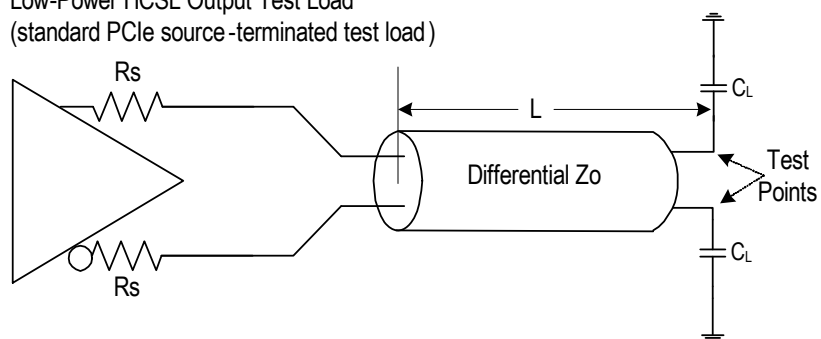 Low-Power HCSL Output Test Load
(standard PCIe source-terminated test load)
Rs
CL
L
Differential Zo
Test
Points
Rs
CL